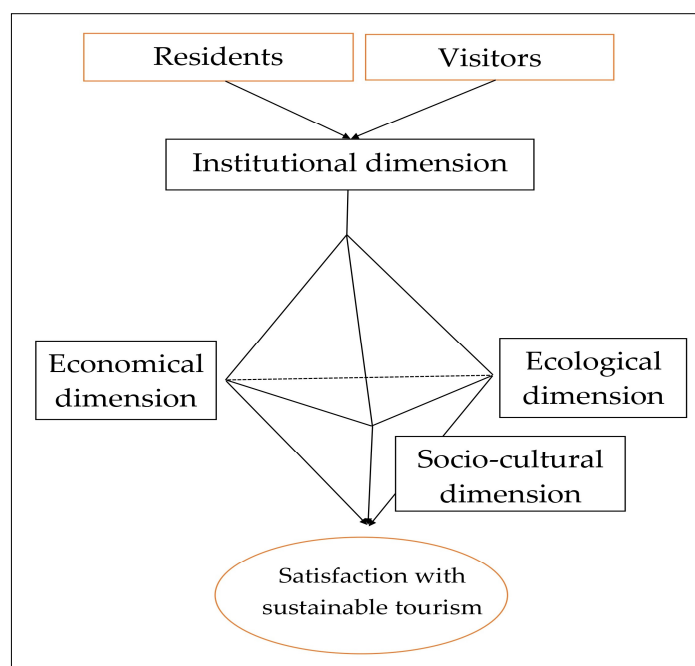 Residents
Visitors
Institutional dimension
Economical
dimension
Ecological
dimension
Socio-cultural
dimension
Satisfaction with
sustainable tourism